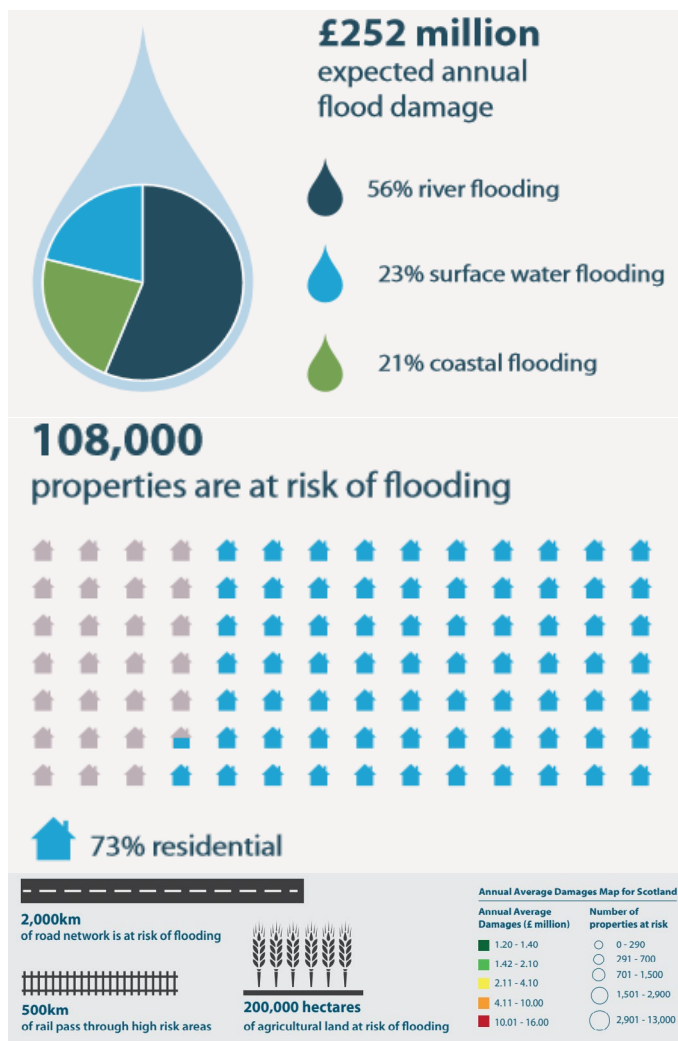 £252 million
expected annual
flood damage
56% river flooding
23% surface water flooding
21% coastal flooding
108,000
properties are at risk of flooding
73% residential
2,000km
of road network is at risk of flooding
500km
of rail pass through high risk areas
200,000 hectares
of agricultural land at risk of flooding
Annual Average Damages Map for Scotland
Annual Average
Damages (£ million)
1.20 - 1.40
1.42 - 2.10
2.11 - 4.10
4.11 - 10.00
10.01 - 16.00
Number of
properties at risk
0 - 290
291 - 700
701 - 1,500
1,501 - 2,900
2,901 - 13,000